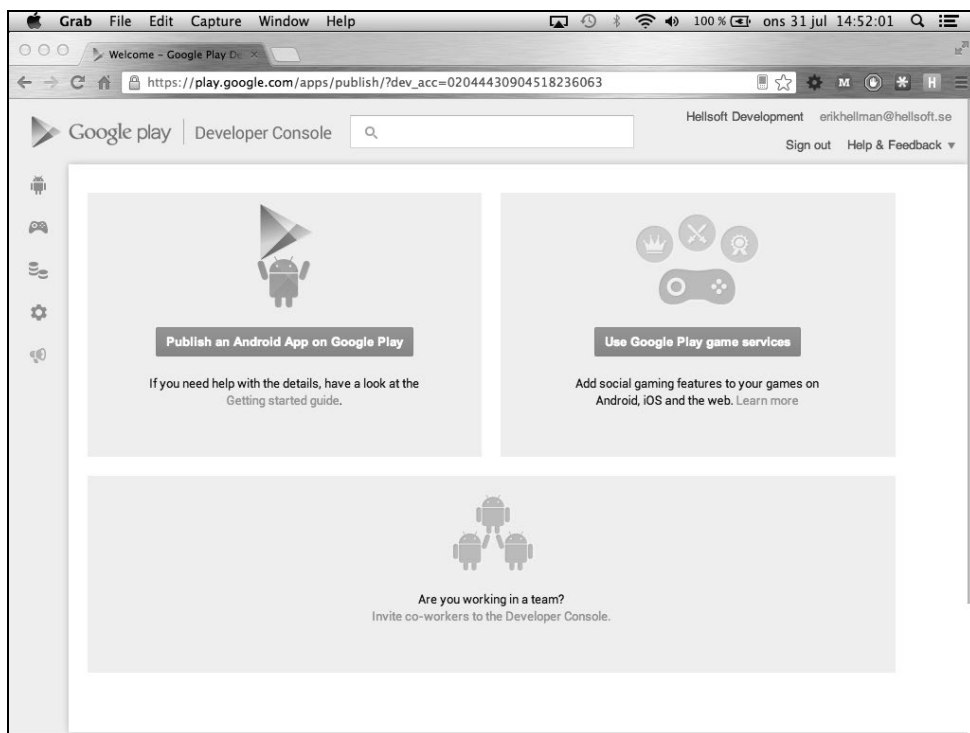 Grab File Edit Capture Window Help 100 % ons 31 jul 14:52:01
Welcome – Google Play De
https://play.google.com/apps/publish/?dev_acc=02044430904518236063
M H
Google play Developer Console
Hellsoft Development erikhellman@hellsoft.se
Sign out Help & Feedback
Publish an Android App on Google Play
If you need help with the details, have a look at the
Getting started guide.
Use Google Play game services
Add social gaming features to your games on
Android, iOS and the web. Learn more
Are you working in a team?
Invite co-workers to the Developer Console.